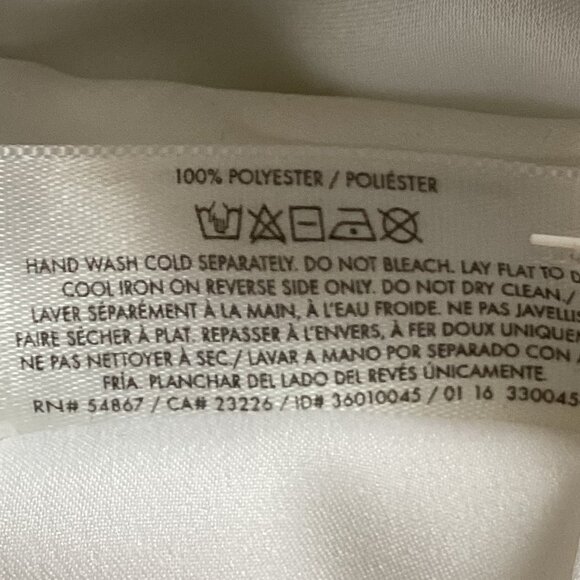 100% POLYESTER / POLIÉSTER
HAND WASH COLD SEPARATELY. DO NOT BLEACH. LAY FLAT TO D
COOL IRON ON REVERSE SIDE ONLY. DO NOT DRY CLEAN./
LAVER SÉPARÉMENT À LA MAIN, À L'EAU FROIDE. NE PAS JAVELLIS
FAIRE SÉCHER À PLAT. REPASSER À L'ENVERS, À FER DOUX UNIQUEM
NE PAS NETTOYER À SEC./ LAVAR A MANO POR SEPARADO CON
FRÍA. PLANCHAR DEL LADO DEL REVÉS ÚNICAMENTE.
RN# 54867 / CA# 23226 / ID# 36010045 / 01 16 330045